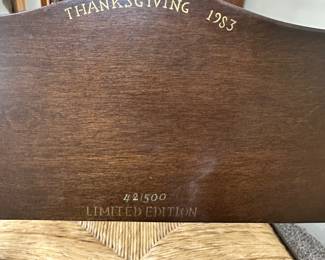 THANKSGIVING 1983
42/500
LIMITED EDITION